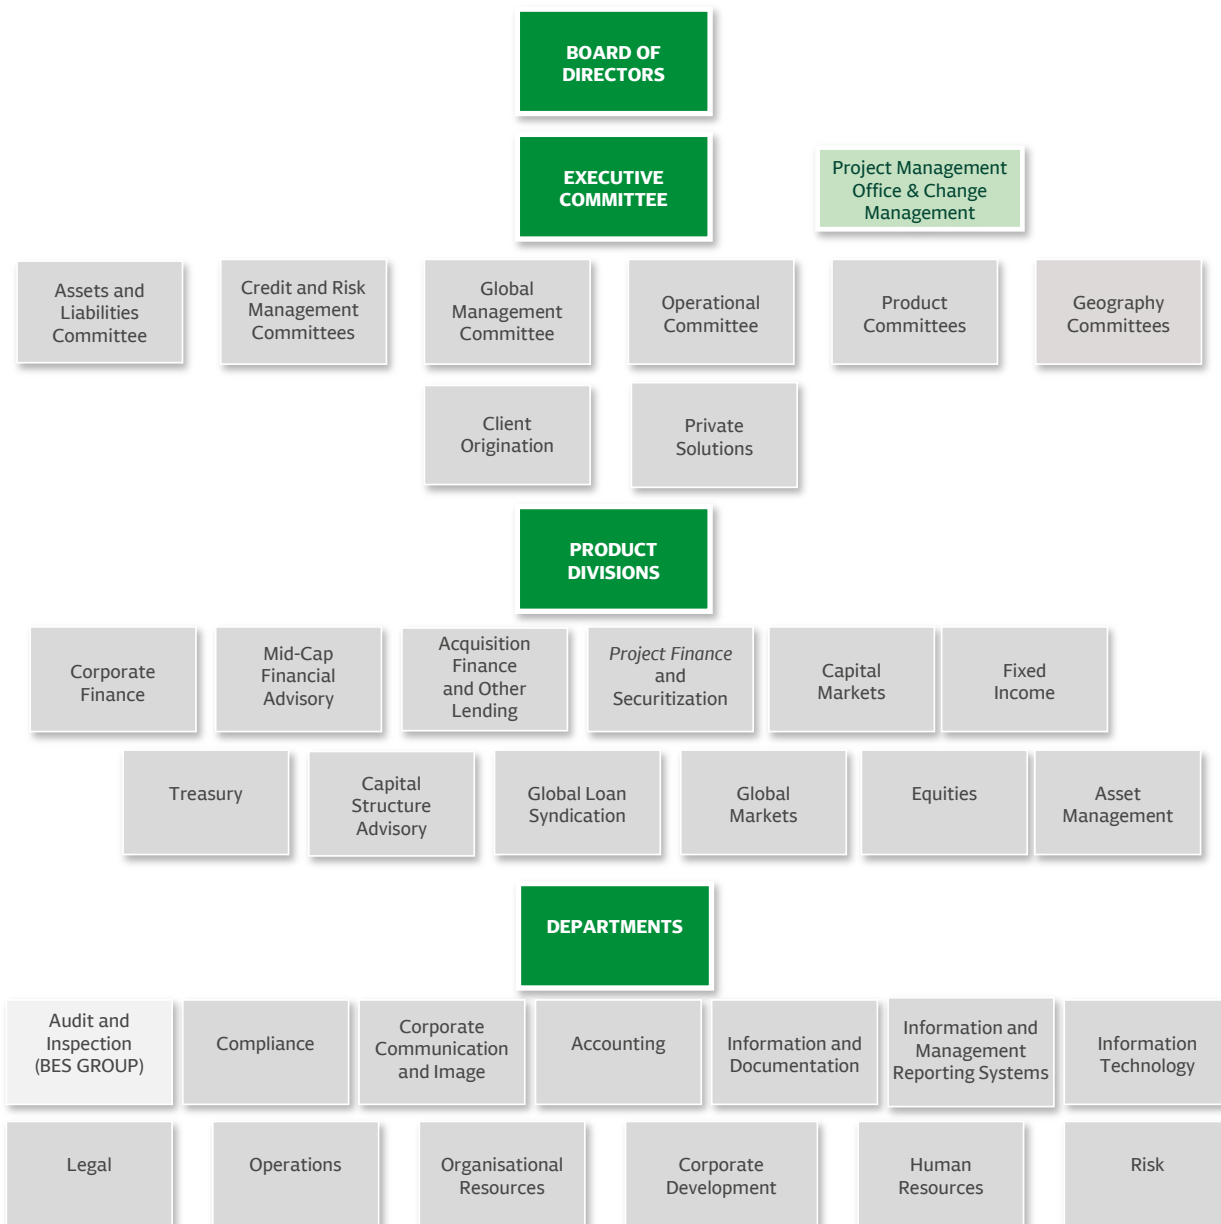 BOARD OF
DIRECTORS
EXECUTIVE
COMMITTEE
Project Management
Office & Change
Management
Assets and
Liabilities
Committee
Credit and Risk
Management
Committees
Global
Management
Committee
Operational
Committee
Product
Committees
Geography
Committees
Client
Origination
Private
Solutions
PRODUCT
DIVISIONS
Corporate
Finance
Mid-Cap
Financial
Advisory
Acquisition
Finance
and Other
Lending
Project Finance
and
Securitization
Capital
Markets
Fixed
Income
Treasury
Capital
Structure
Advisory
Global Loan
Syndication
Global
Markets
Equities
Asset
Management
DEPARTMENTS
Audit and
Inspection
(BES GROUP)
Compliance
Corporate
Communication
and Image
Accounting
Information and
Documentation
Information and
Management
Reporting Systems
Information
Technology
Legal
Operations
Organisational
Resources
Corporate
Development
Human
Resources
Risk